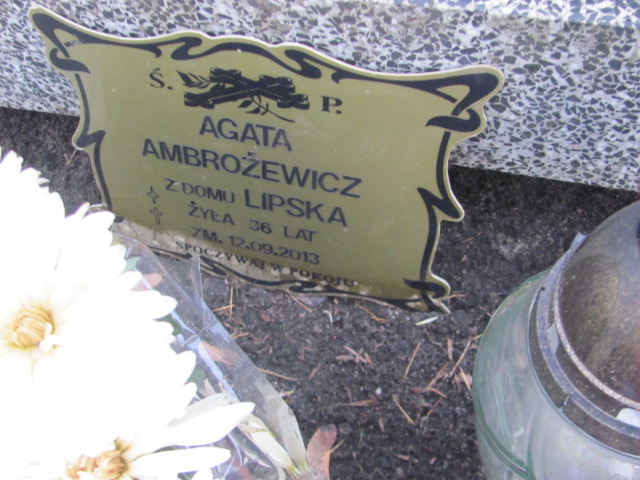 Ś. P.
AGATA
AMBROŻEWICZ
Z DOMU LIPSKA
ŻYŁA 36 LAT
ZM. 12.09.2013
SPOCZYWAJ W POKOJU